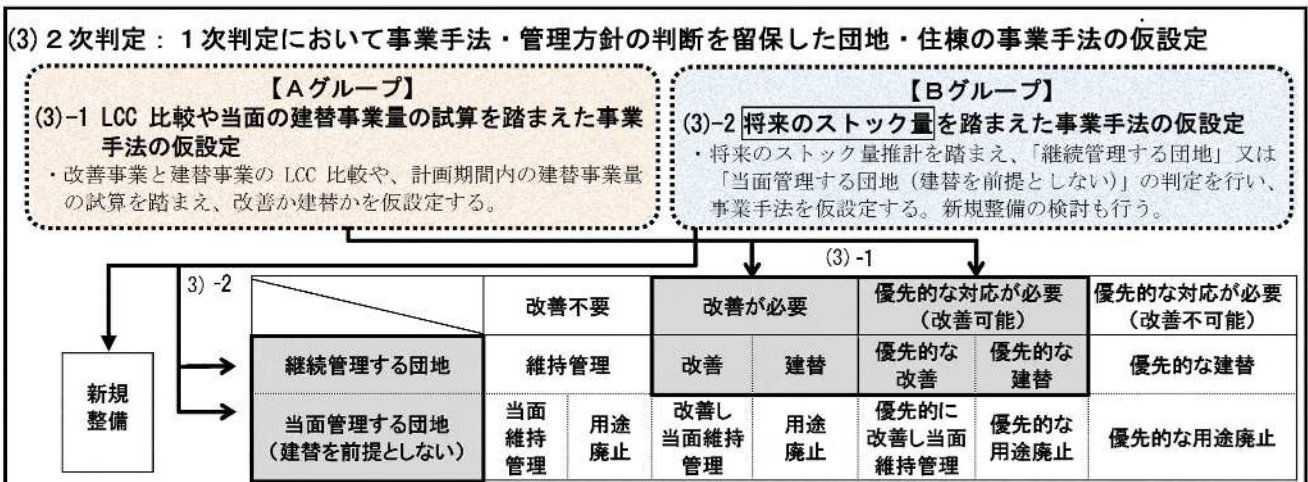 (3)２次判定：１次判定において事業手法・管理方針の判断を留保した団地・住棟の事業手法の仮設定
【Ａグループ】
(3)-1 LCC 比較や当面の建替事業量の試算を踏まえた事業
手法の仮設定
・改善事業と建替事業の LCC 比較や、計画期間内の建替事業量
の試算を踏まえ、改善か建替かを仮設定する。
【Ｂグループ】
(3)-2 将来のストック量を踏まえた事業手法の仮設定
・将来のストック量推計を踏まえ、「継続管理する団地」又は
「当面管理する団地（建替を前提としない）」の判定を行い、
事業手法を仮設定する。新規整備の検討も行う。
(3)-1
3) -2
改善不要
改善が必要
優先的な対応が必要
（改善可能）
優先的な対応が必要
（改善不可能）
新規
整備
継続管理する団地
維持管理
改善
建替
優先的な
改善
優先的な
建替
優先的な建替
当面管理する団地
（建替を前提としない）
当面
維持
管理
用途
廃止
改善し
当面維持
管理
用途
廃止
優先的に
改善し当面
維持管理
優先的な
用途廃止
優先的な用途廃止